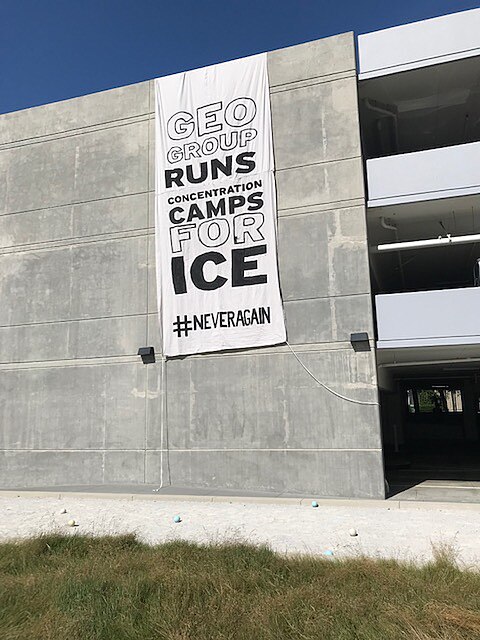 GEO
GROUP
RUNS
CONCENTRATION
CAMPS
FOR
ICE
#NEVERAGAIN